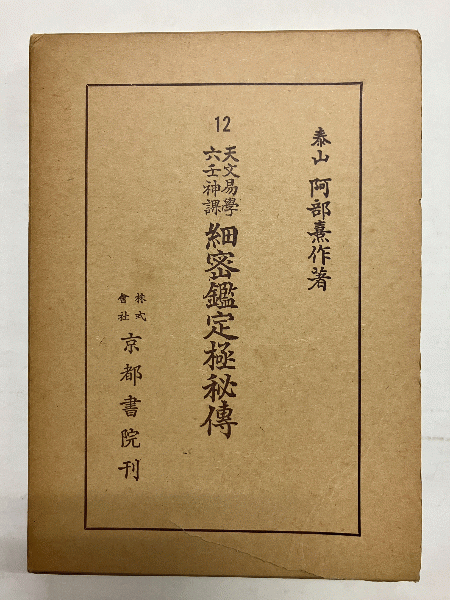 泰山 阿部熹作著
12
天文易學
六壬神課
細密鑑定極秘傳
株式
會社
京都書院刊